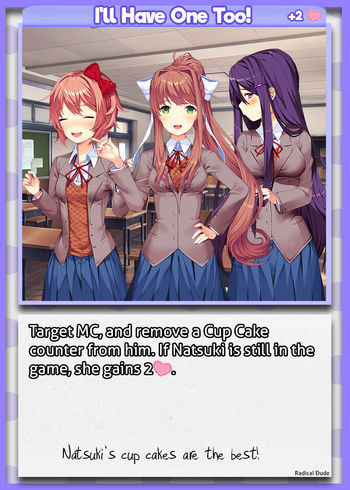 I'll Have One Too!
+2
Target MC, and remove a Cup Cake
counter from him. If Natsuki is still in the
game, she gains 2.
Natsuki's cup cakes are the best!
Radical Dude